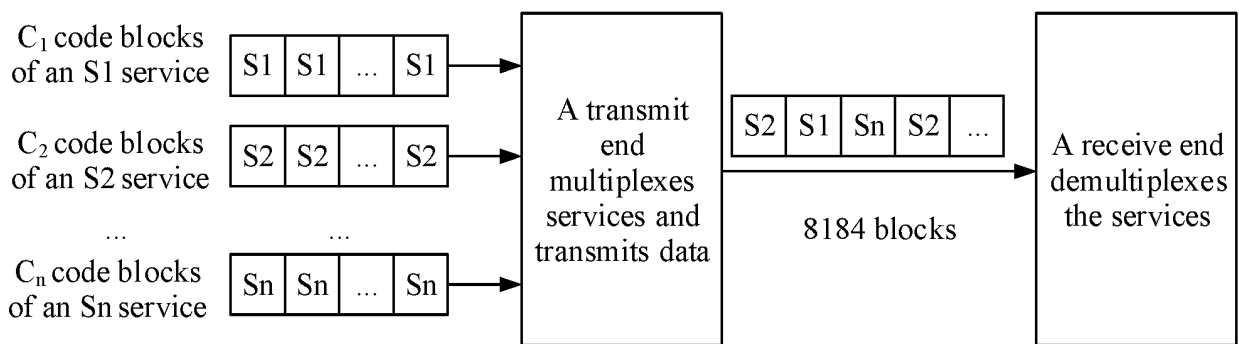 C₁ code blocks
of an S1 service
S1 S1 ... S1
C₂ code blocks
of an S2 service
S2 S2 ... S2
... ...
Cₙ code blocks
of an Sn service
Sn Sn ... Sn
A transmit
end
multiplexes
services and
transmits data
S2 S1 Sn S2 ...
8184 blocks
A receive end
demultiplexes
the services